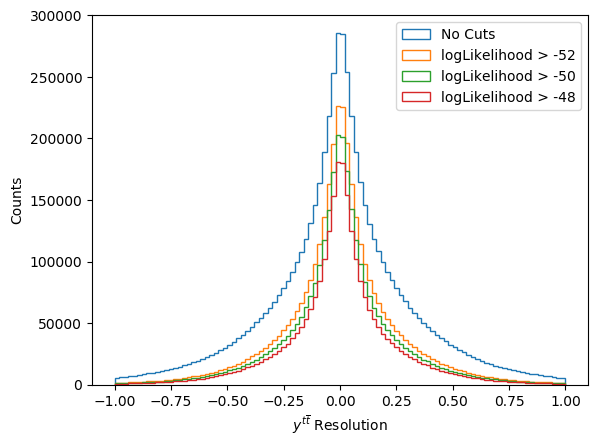 300000
250000
200000
150000
100000
50000
0
Counts
No Cuts
logLikelihood > -52
logLikelihood > -50
logLikelihood > -48
−1.00 −0.75 −0.50 −0.25 0.00 0.25 0.50 0.75 1.00
$y^{t\bar{t}}$ Resolution